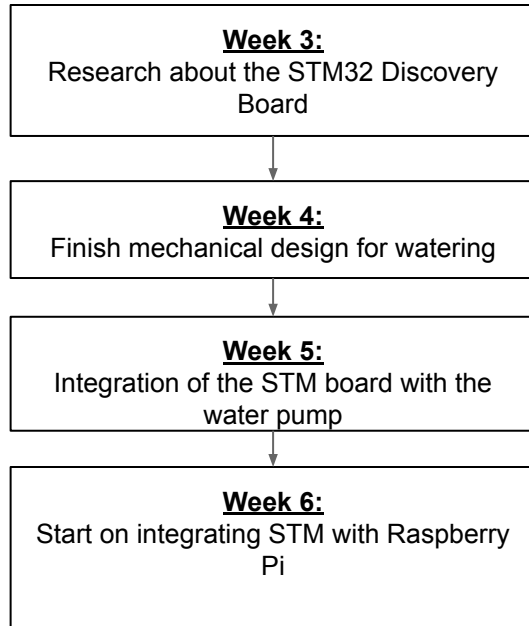 Week 3:
Research about the STM32 Discovery
Board
Week 4:
Finish mechanical design for watering
Week 5:
Integration of the STM board with the
water pump
Week 6:
Start on integrating STM with Raspberry
Pi